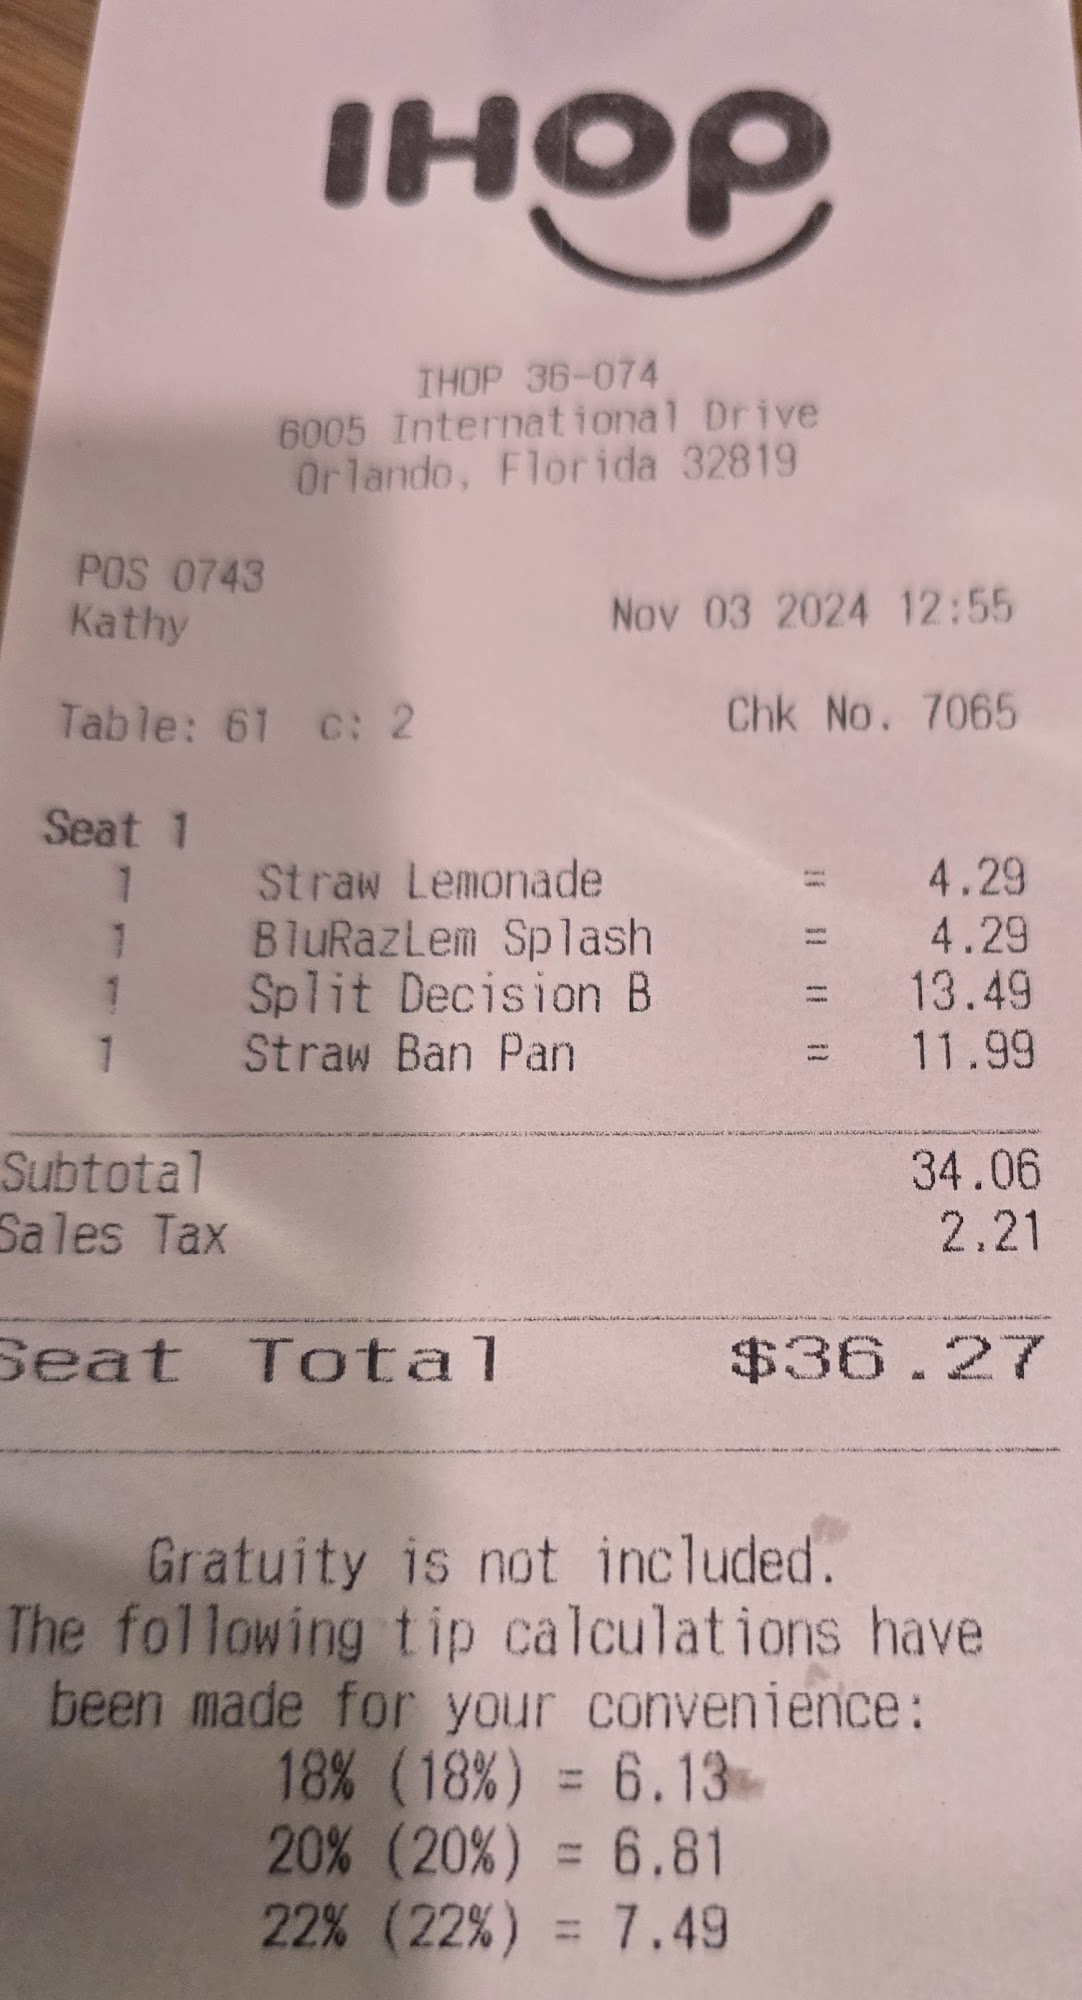 IHOP
IHOP 36-074
6005 International Drive
Orlando, Florida 32819
POS 0743
Kathy
Nov 03 2024 12:55
Table: 61 c: 2
Chk No. 7065
Seat 1
1 Straw Lemonade = 4.29
1 BluRazLem Splash = 4.29
1 Split Decision B = 13.49
1 Straw Ban Pan = 11.99
Subtotal 34.06
Sales Tax 2.21
Seat Total $36.27
Gratuity is not included.
The following tip calculations have
been made for your convenience:
18% (18%) = 6.13
20% (20%) = 6.81
22% (22%) = 7.49